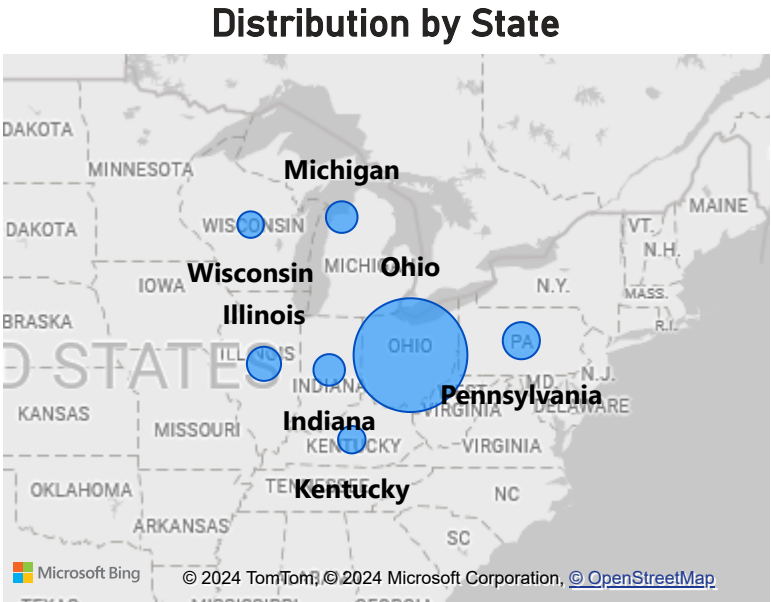 Distribution by State
DAKOTA
MINNESOTA
Michigan
MAINE
WISCONSIN
DAKOTA
VT.
N.H.
Wisconsin
MICHIGAN
Ohio
IOWA
N.Y.
MASS.
Illinois
BRASKA
R.I.
OHIO
PA
ILLINOIS
D STATES
INDIANA
MD.
N.J.
WEST
VIRGINIA
Pennsylvania
DELAWARE
KANSAS
Indiana
MISSOURI
KENTUCKY
VIRGINIA
TENNESSEE
Kentucky
OKLAHOMA
NC
ARKANSAS
SC
Microsoft Bing
© 2024 TomTom, © 2024 Microsoft Corporation, © OpenStreetMap